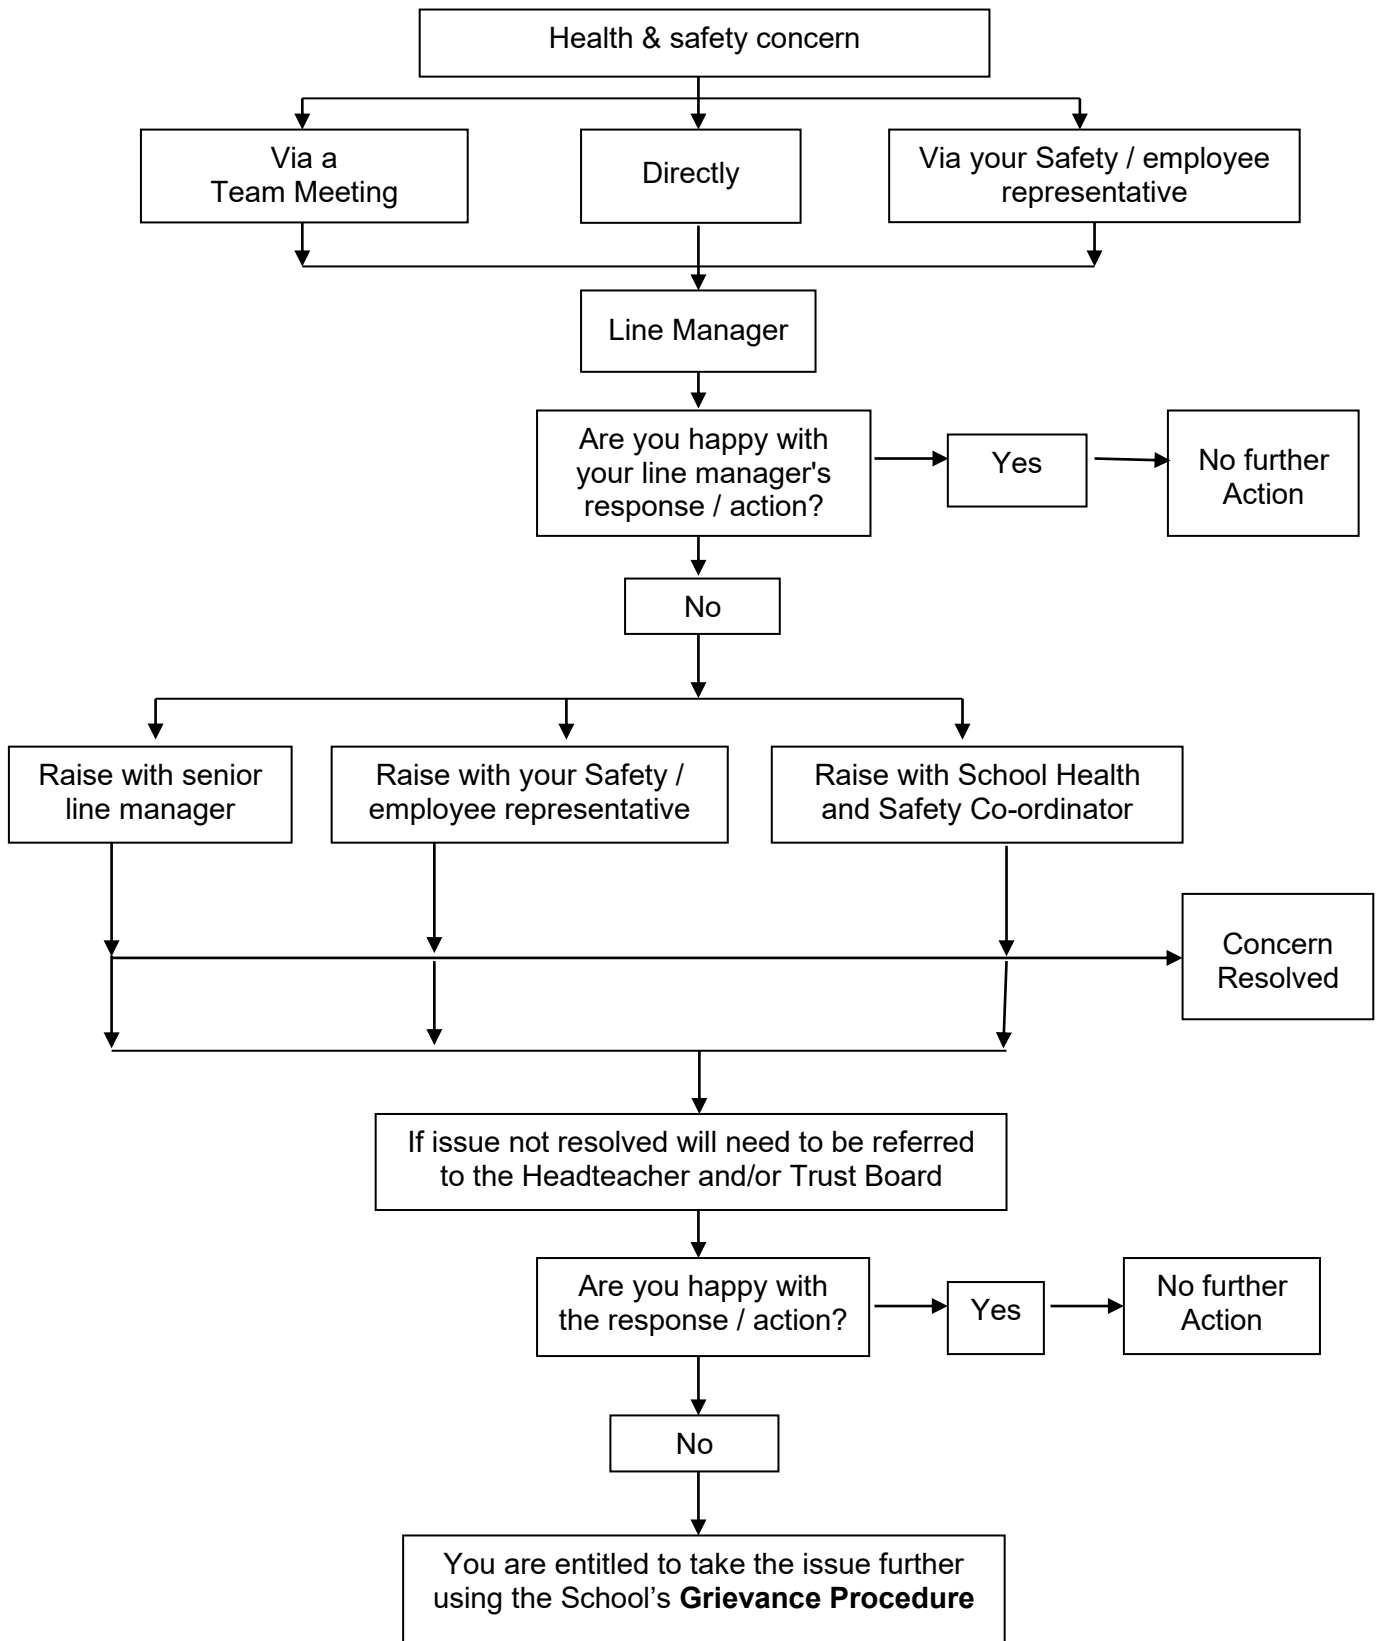 Health & safety concern
Via a
Team Meeting
Directly
Via your Safety / employee
representative
Line Manager
Are you happy with
your line manager's
response / action?
Yes
No further
Action
No
Raise with senior
line manager
Raise with your Safety /
employee representative
Raise with School Health
and Safety Co-ordinator
Concern
Resolved
If issue not resolved will need to be referred
to the Headteacher and/or Trust Board
Are you happy with
the response / action?
Yes
No further
Action
No
You are entitled to take the issue further
using the School’s Grievance Procedure